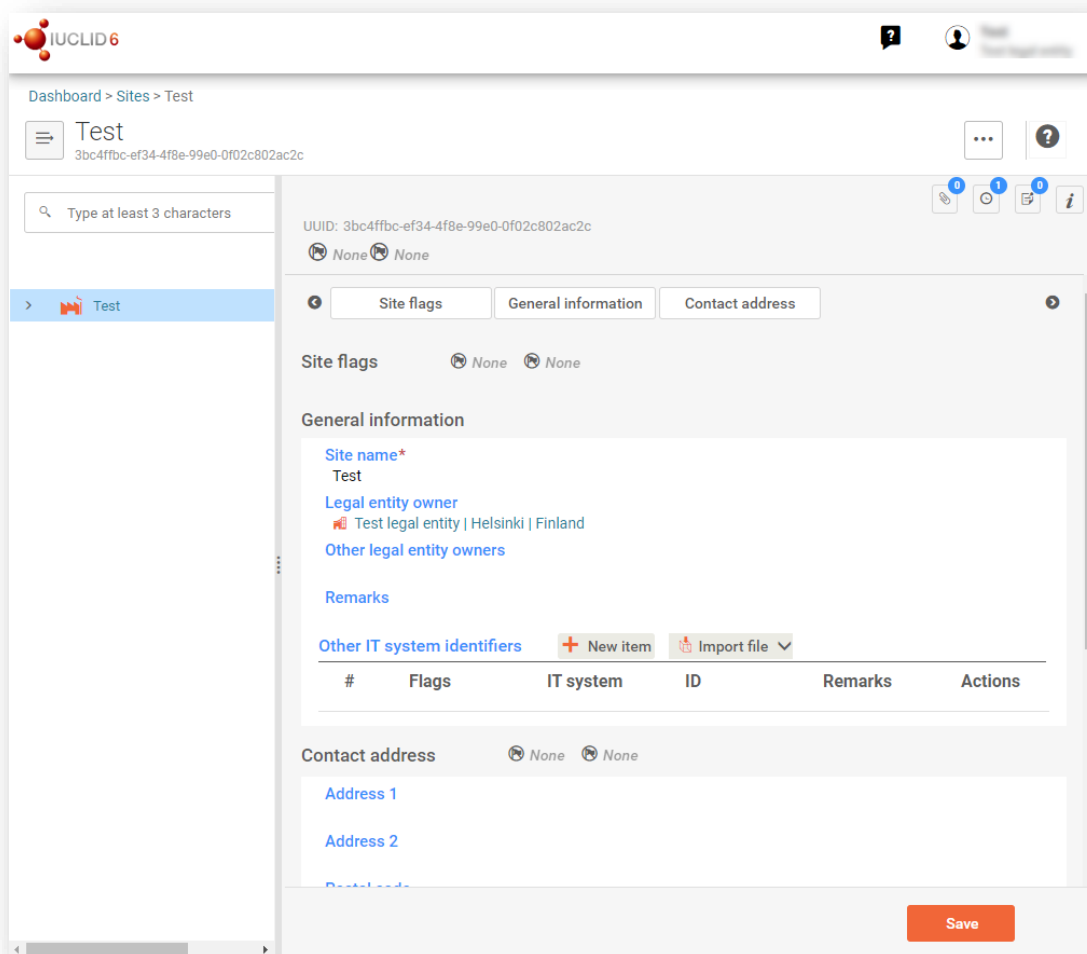 IUCLID 6
Dashboard > Sites > Test
Test
3bc4ffbc-ef34-4f8e-99e0-0f02c802ac2c
Type at least 3 characters
Test
0 1 0
UUID: 3bc4ffbc-ef34-4f8e-99e0-0f02c802ac2c
None None
Site flags General information Contact address
Site flags None None
General information
Site name*
Test
Legal entity owner
Test legal entity | Helsinki | Finland
Other legal entity owners
Remarks
Other IT system identifiers New item Import file
# Flags IT system ID Remarks Actions
Contact address None None
Address 1
Address 2
Save